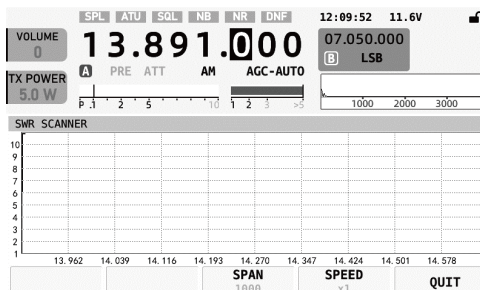 SPL ATU SQL NB NR DNF 12:09:52 11.6V
VOLUME
0
13.891.000
07.050.000
B LSB
A PRE ATT AM AGC-AUTO
TX POWER
5.0 W
P .1 2 5 10 1 2 3 >5
1000 2000 3000
SWR SCANNER
10
9
8
7
6
5
4
3
2
1
13.962 14.039 14.116 14.193 14.270 14.347 14.424 14.501 14.578
SPAN SPEED QUIT
1000 x1